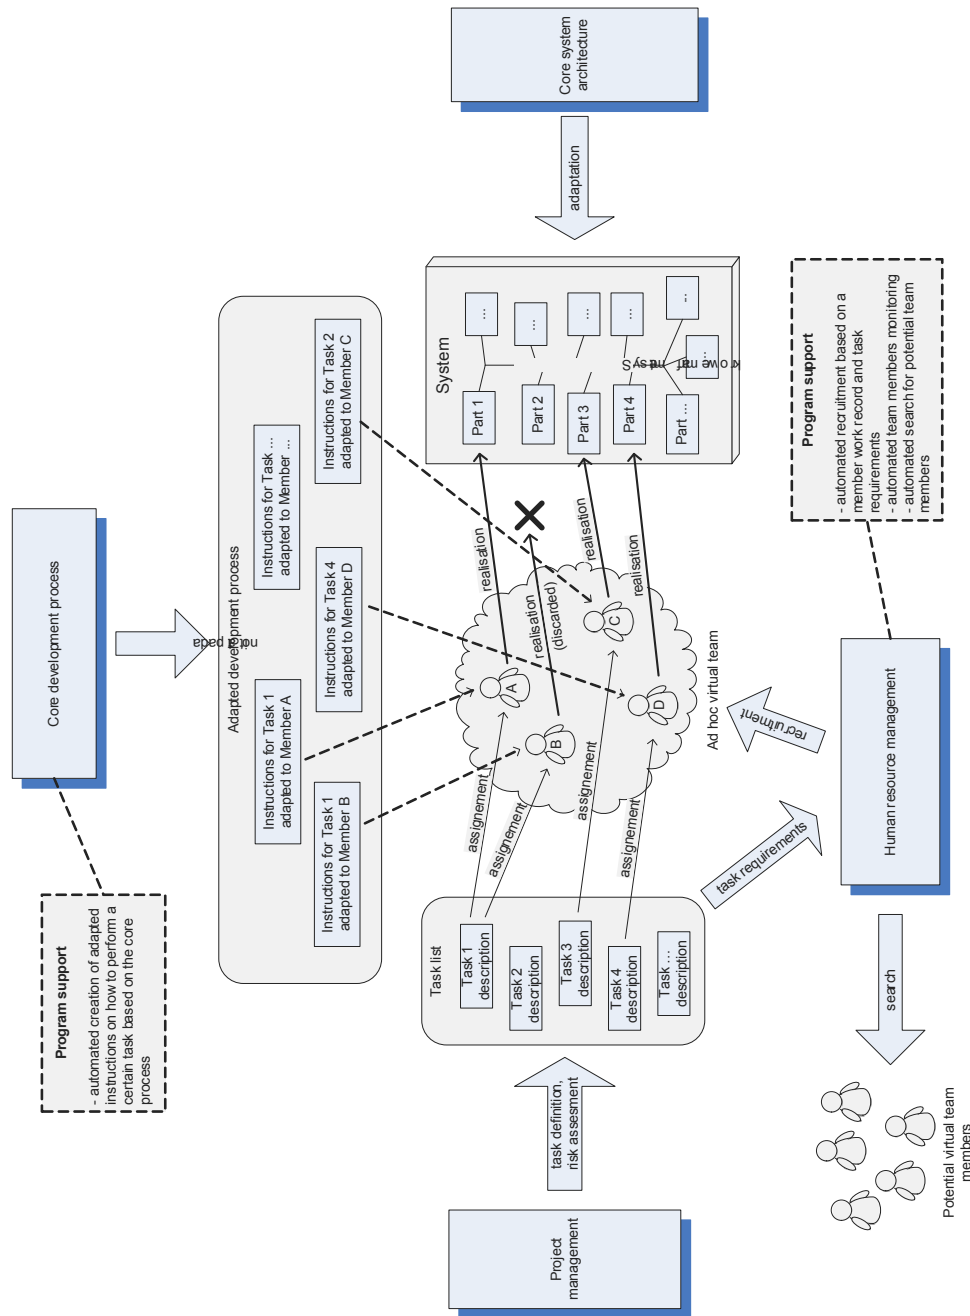 Core development process
Program support
- automated creation of adapted
instructions on how to perform a
certain task based on the core
process
Adapted development process
Instructions for Task 1
adapted to Member A
Instructions for Task ...
adapted to Member ...
Instructions for Task 1
adapted to Member B
Instructions for Task 4
adapted to Member D
Instructions for Task 2
adapted to Member C
Project
management
task definition,
risk assesment
Task list
Task 1
description
Task 2
description
Task 3
description
Task 4
description
Task ...
description
assignement
assignement
assignement
assignement
A
B
C
D
Ad hoc virtual team
realisation
realisation
(discarded)
realisation
realisation
System
Part 1
...
Part 2
...
Part 3
...
Part 4
...
Part ...
...
...
adaptation
Core system
architecture
task requirements
recruitment
Program support
- automated recruitment based on a
member work record and task
requirements
- automated team members monitoring
- automated search for potential team
members
Human resource management
search
Potential virtual team
members